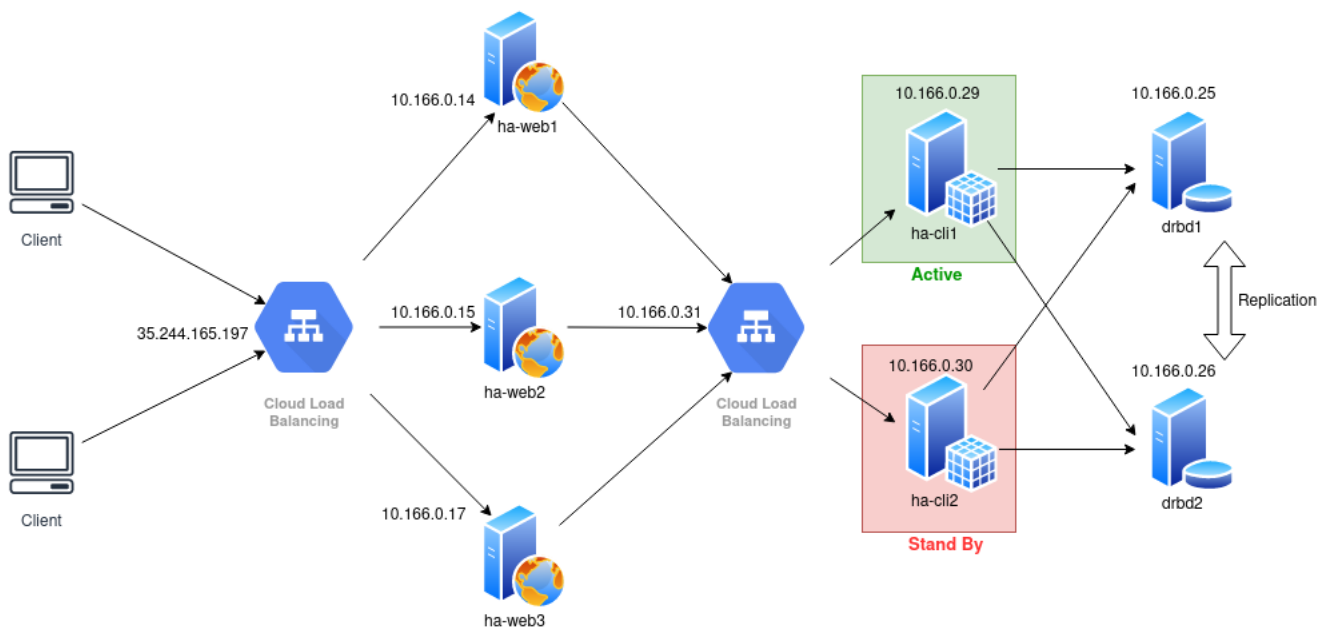 Client
Client
35.244.165.197
Cloud Load
Balancing
10.166.0.14
ha-web1
10.166.0.15
ha-web2
10.166.0.17
ha-web3
10.166.0.31
Cloud Load
Balancing
10.166.0.29
ha-cli1
Active
10.166.0.30
ha-cli2
Stand By
10.166.0.25
drbd1
Replication
10.166.0.26
drbd2